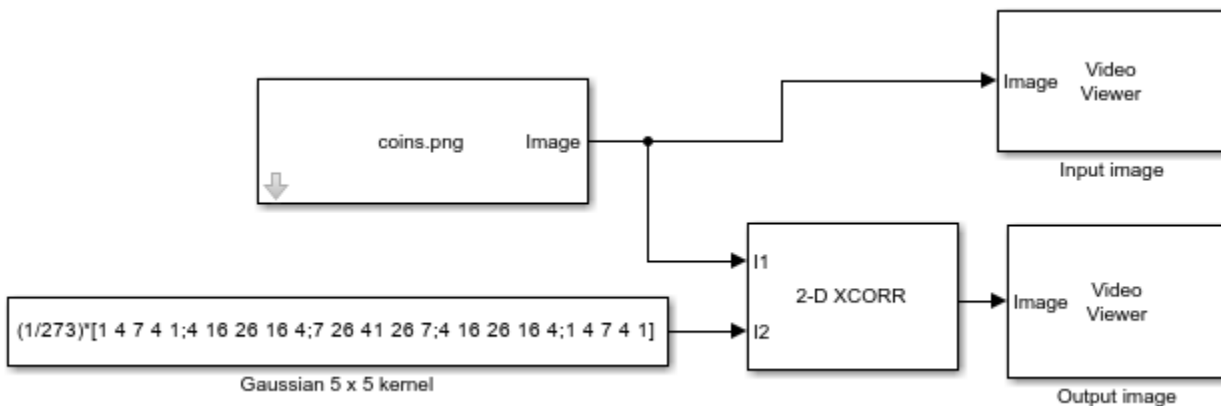 coins.png
Image
Image
Video
Viewer
Input image
I1
I2
2-D XCORR
Image
Video
Viewer
Output image
(1/273)*[1 4 7 4 1;4 16 26 16 4;7 26 41 26 7;4 16 26 16 4;1 4 7 4 1]
Gaussian 5 x 5 kernel